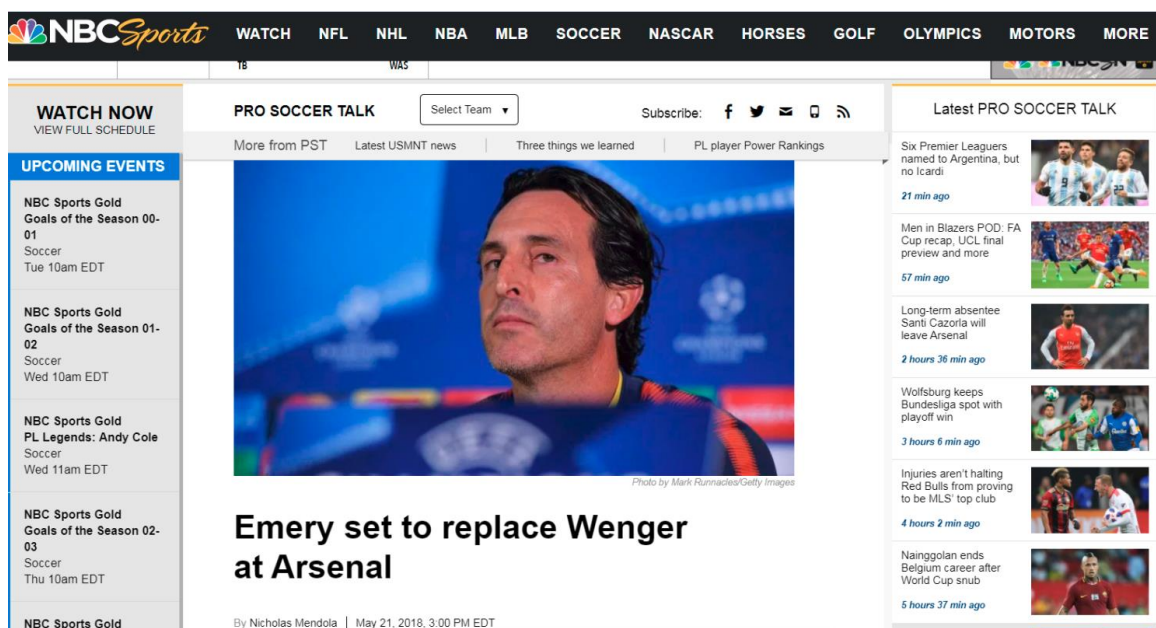 NBC Sports WATCH NFL NHL NBA MLB SOCCER NASCAR HORSES GOLF OLYMPICS MOTORS MORE
TB WAS
WATCH NOW
VIEW FULL SCHEDULE
UPCOMING EVENTS
NBC Sports Gold
Goals of the Season 00-
01
Soccer
Tue 10am EDT
NBC Sports Gold
Goals of the Season 01-
02
Soccer
Wed 10am EDT
NBC Sports Gold
PL Legends: Andy Cole
Soccer
Wed 11am EDT
NBC Sports Gold
Goals of the Season 02-
03
Soccer
Thu 10am EDT
NBC Sports Gold
PRO SOCCER TALK Select Team Subscribe:
More from PST Latest USMNT news Three things we learned PL player Power Rankings
Photo by Mark Runnacles/Getty Images
Emery set to replace Wenger
at Arsenal
By Nicholas Mendola | May 21, 2018, 3:00 PM EDT
Latest PRO SOCCER TALK
Six Premier Leaguers
named to Argentina, but
no Icardi
21 min ago
Men in Blazers POD: FA
Cup recap, UCL final
preview and more
57 min ago
Long-term absentee
Santi Cazorla will
leave Arsenal
2 hours 36 min ago
Wolfsburg keeps
Bundesliga spot with
playoff win
3 hours 6 min ago
Injuries aren't halting
Red Bulls from proving
to be MLS' top club
4 hours 2 min ago
Nainggolan ends
Belgium career after
World Cup snub
5 hours 37 min ago